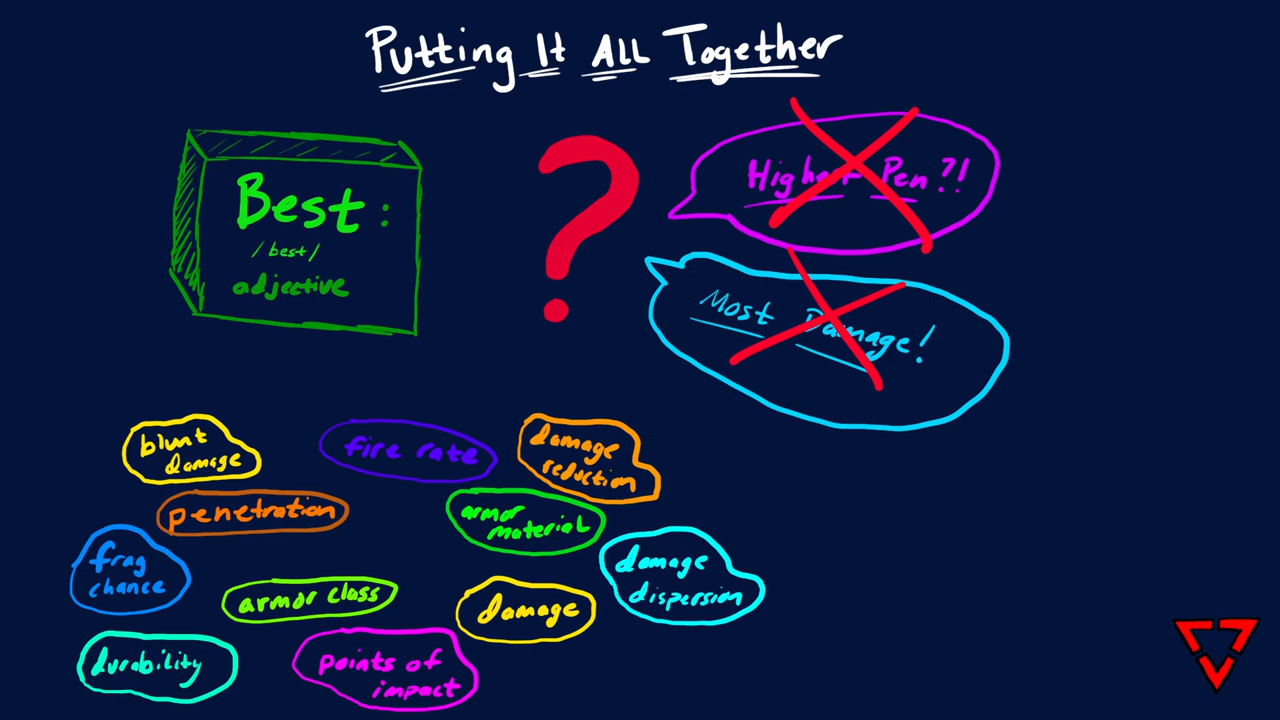 Putting It All Together
Best:
/best/
adjective
?
Highest Pen?!
Most Damage!
blunt
damage
fire rate
damage
reduction
penetration
armor
material
frag
chance
armor class
damage
damage
dispersion
durability
points of
impact